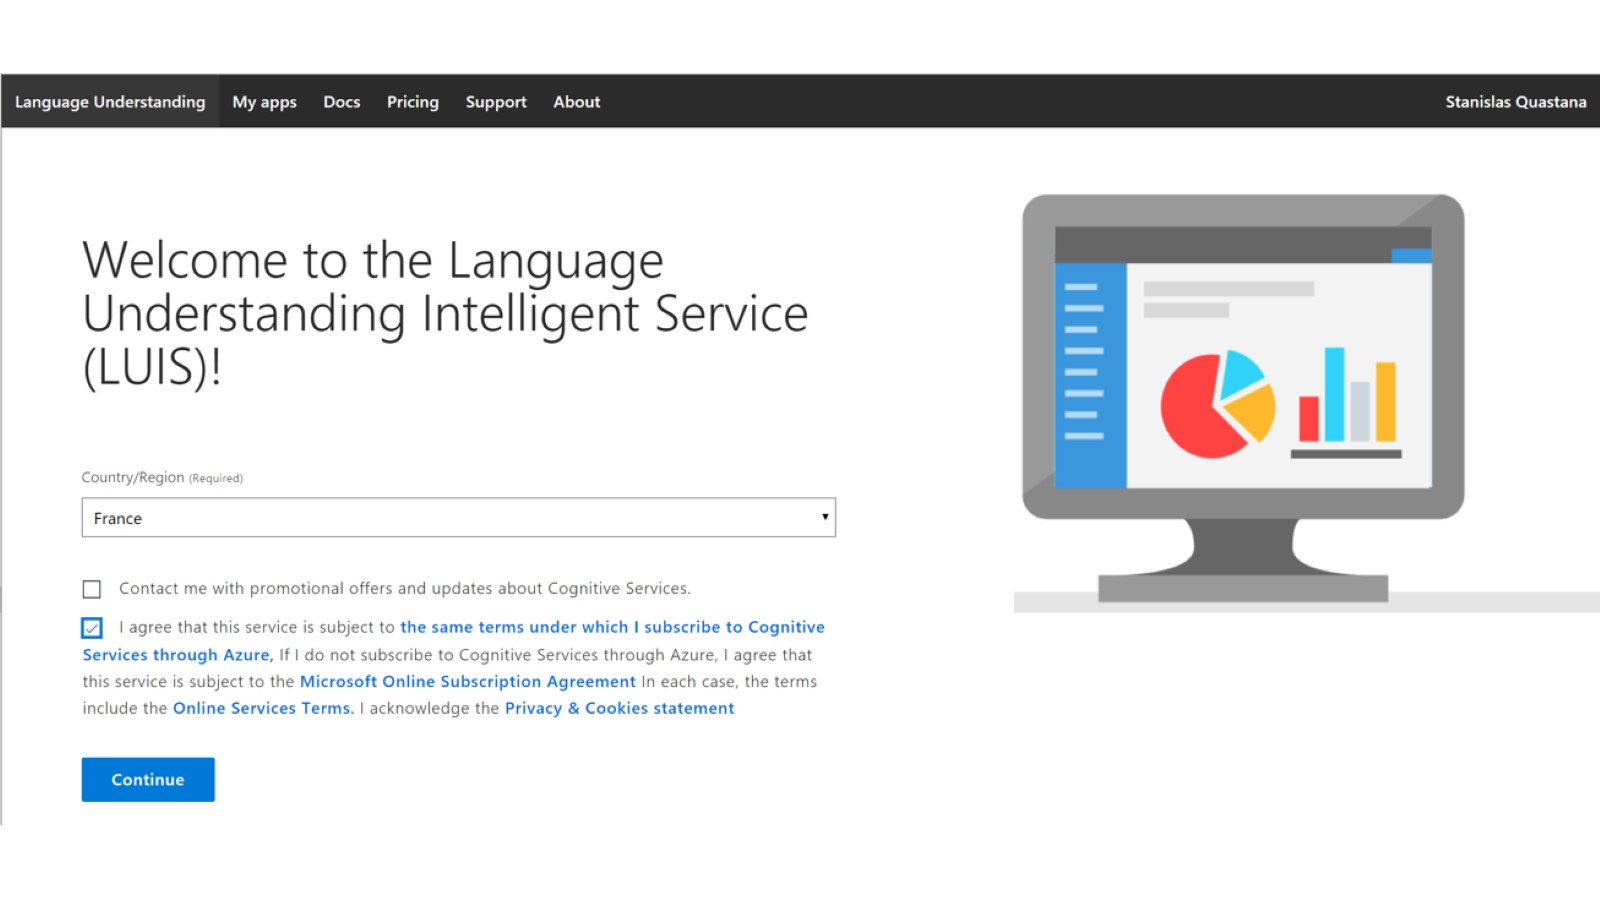 Language Understanding My apps Docs Pricing Support About Stanislas Quastana
Welcome to the Language
Understanding Intelligent Service
(LUIS)!
Country/Region (Required)
France
Contact me with promotional offers and updates about Cognitive Services.
I agree that this service is subject to the same terms under which I subscribe to Cognitive
Services through Azure, If I do not subscribe to Cognitive Services through Azure, I agree that
this service is subject to the Microsoft Online Subscription Agreement In each case, the terms
include the Online Services Terms. I acknowledge the Privacy & Cookies statement
Continue